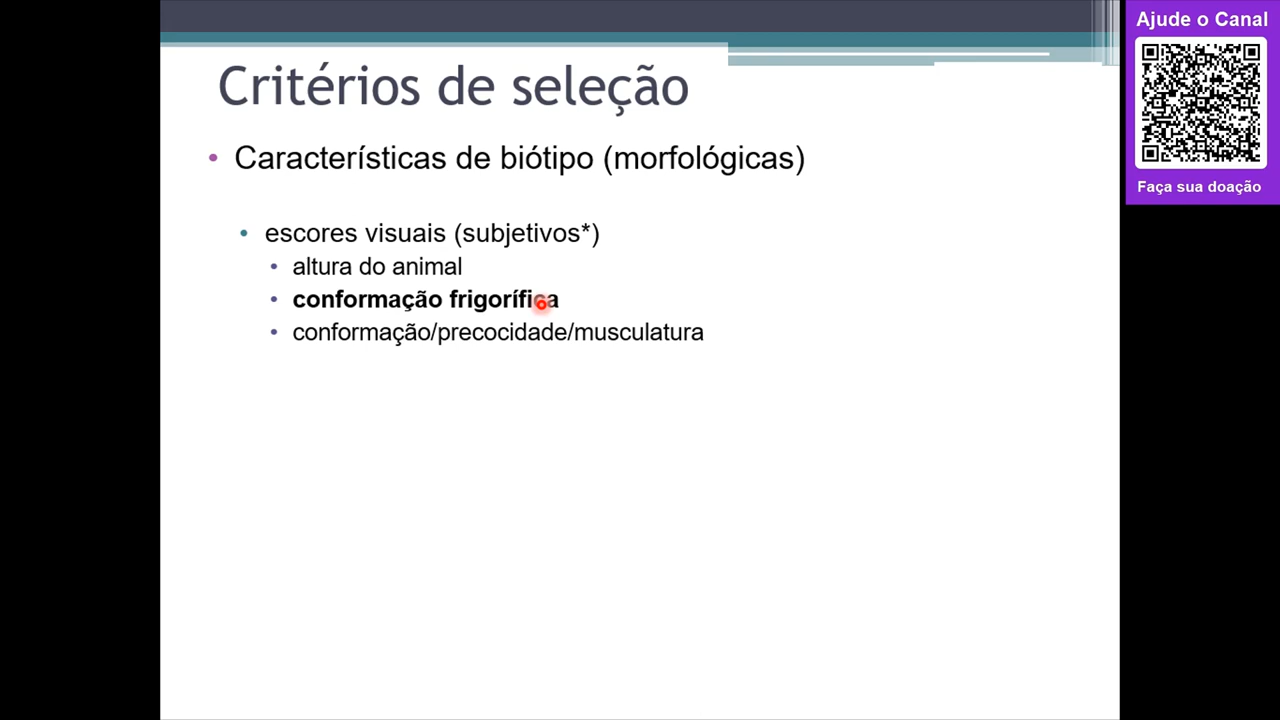 Ajude o Canal
Faça sua doação
Critérios de seleção
• Características de biótipo (morfológicas)
• escores visuais (subjetivos*)
• altura do animal
• conformação frigorífica
• conformação/precocidade/musculatura